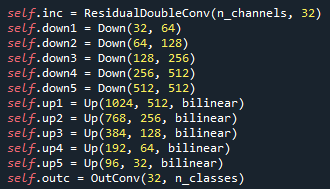 self.inc = ResidualDoubleConv(n_channels, 32)
self.down1 = Down(32, 64)
self.down2 = Down(64, 128)
self.down3 = Down(128, 256)
self.down4 = Down(256, 512)
self.down5 = Down(512, 512)
self.up1 = Up(1024, 512, bilinear)
self.up2 = Up(768, 256, bilinear)
self.up3 = Up(384, 128, bilinear)
self.up4 = Up(192, 64, bilinear)
self.up5 = Up(96, 32, bilinear)
self.outc = OutConv(32, n_classes)